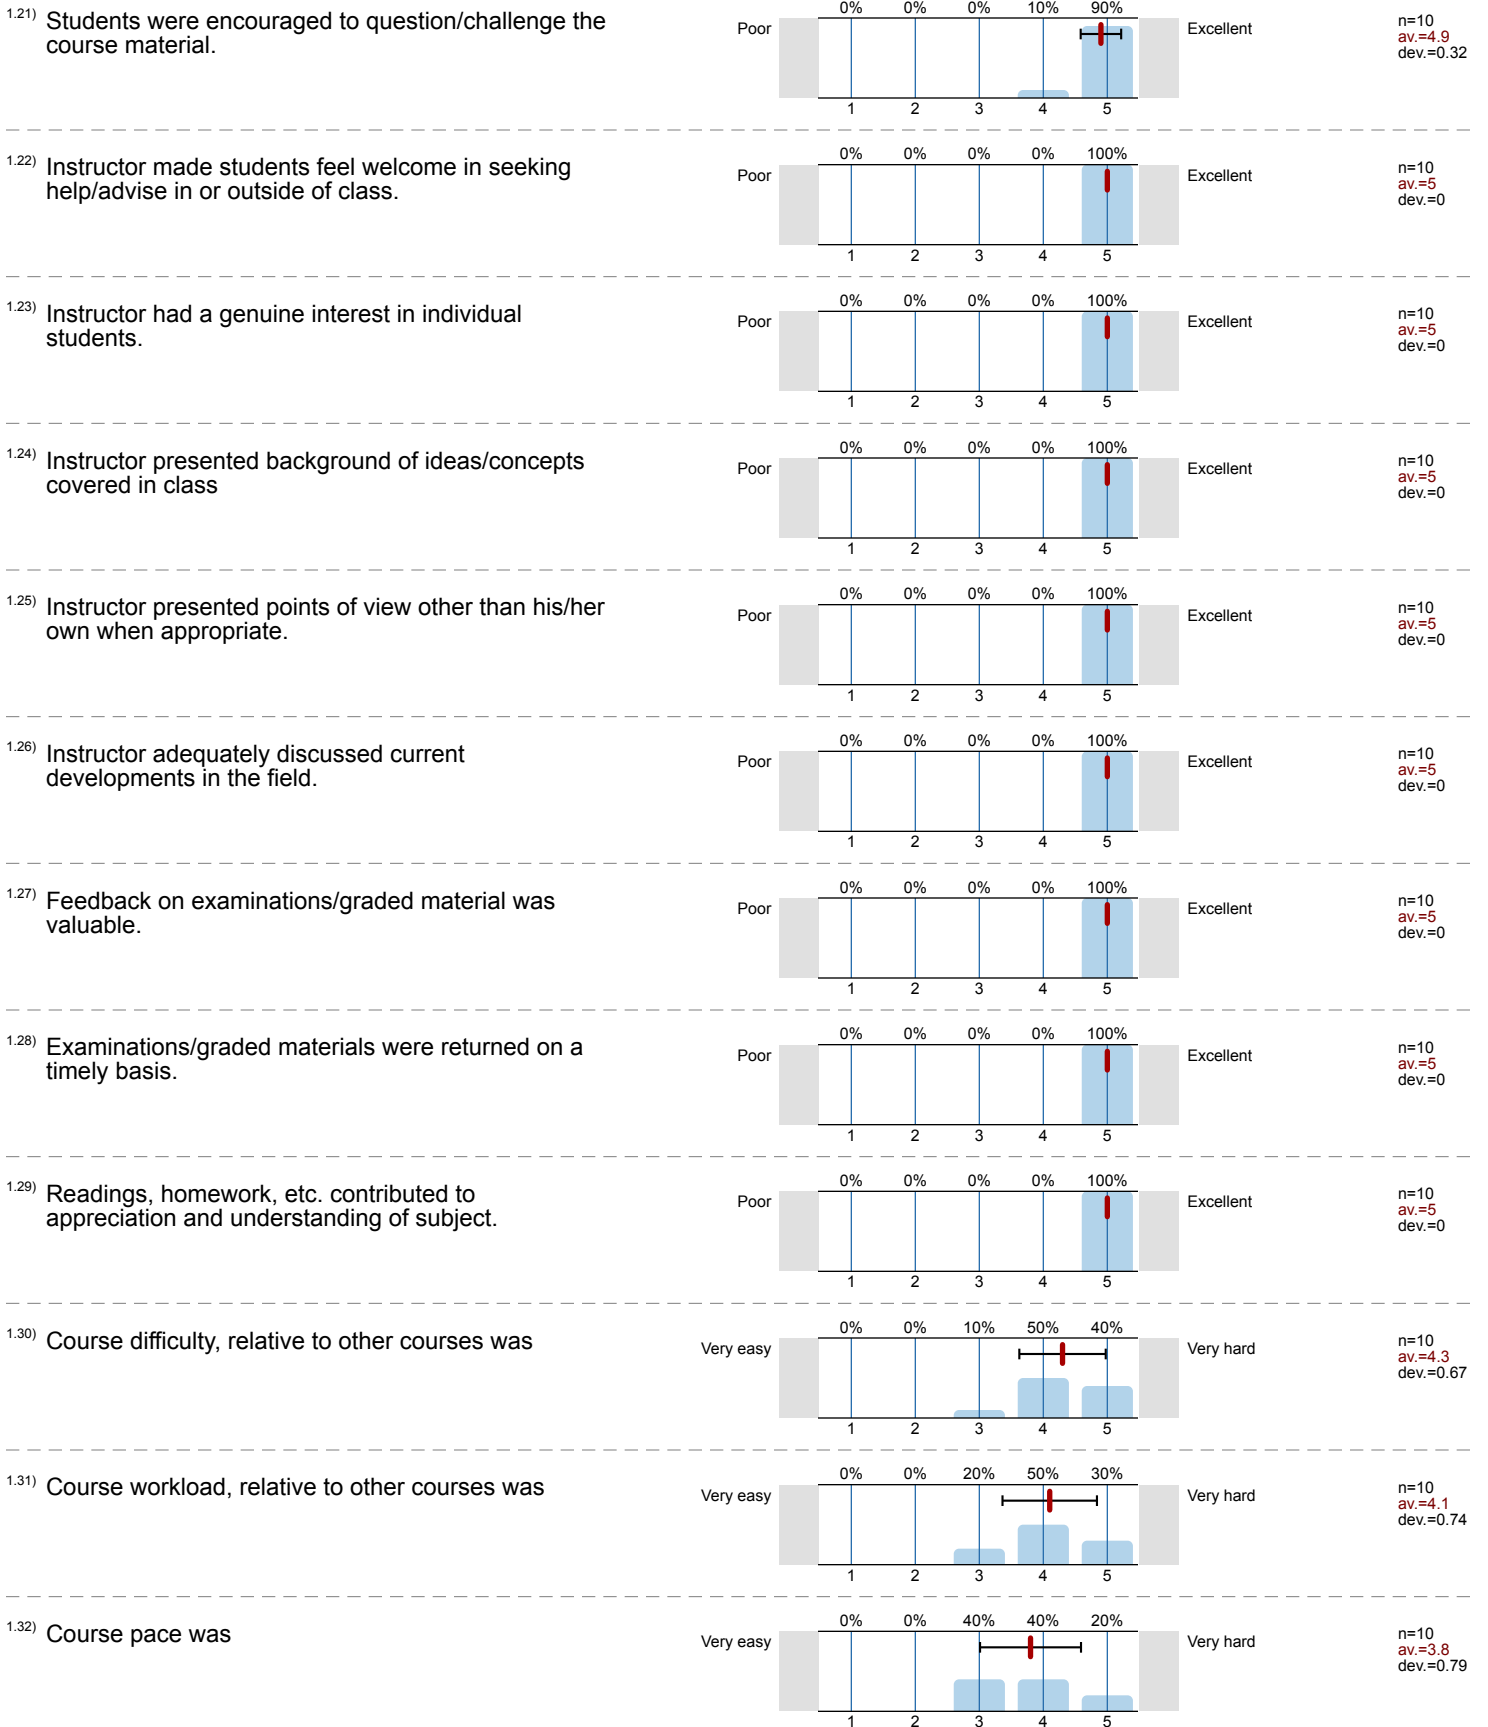 1.21) Students were encouraged to question/challenge the
course material.
0% 0% 0% 10% 90%
Poor
Excellent
1 2 3 4 5
n=10
av.=4.9
dev.=0.32
1.22) Instructor made students feel welcome in seeking
help/advise in or outside of class.
0% 0% 0% 0% 100%
Poor
Excellent
1 2 3 4 5
n=10
av.=5
dev.=0
1.23) Instructor had a genuine interest in individual
students.
0% 0% 0% 0% 100%
Poor
Excellent
1 2 3 4 5
n=10
av.=5
dev.=0
1.24) Instructor presented background of ideas/concepts
covered in class
0% 0% 0% 0% 100%
Poor
Excellent
1 2 3 4 5
n=10
av.=5
dev.=0
1.25) Instructor presented points of view other than his/her
own when appropriate.
0% 0% 0% 0% 100%
Poor
Excellent
1 2 3 4 5
n=10
av.=5
dev.=0
1.26) Instructor adequately discussed current
developments in the field.
0% 0% 0% 0% 100%
Poor
Excellent
1 2 3 4 5
n=10
av.=5
dev.=0
1.27) Feedback on examinations/graded material was
valuable.
0% 0% 0% 0% 100%
Poor
Excellent
1 2 3 4 5
n=10
av.=5
dev.=0
1.28) Examinations/graded materials were returned on a
timely basis.
0% 0% 0% 0% 100%
Poor
Excellent
1 2 3 4 5
n=10
av.=5
dev.=0
1.29) Readings, homework, etc. contributed to
appreciation and understanding of subject.
0% 0% 0% 0% 100%
Poor
Excellent
1 2 3 4 5
n=10
av.=5
dev.=0
1.30) Course difficulty, relative to other courses was
0% 0% 10% 50% 40%
Very easy
Very hard
1 2 3 4 5
n=10
av.=4.3
dev.=0.67
1.31) Course workload, relative to other courses was
0% 0% 20% 50% 30%
Very easy
Very hard
1 2 3 4 5
n=10
av.=4.1
dev.=0.74
1.32) Course pace was
0% 0% 40% 40% 20%
Very easy
Very hard
1 2 3 4 5
n=10
av.=3.8
dev.=0.79